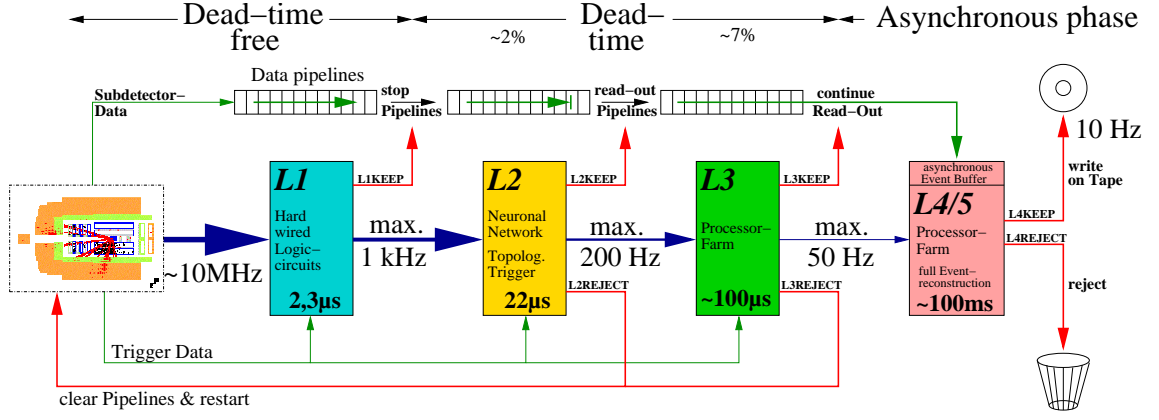 Dead−time
free
Dead−
time
~2%
~7%
Asynchronous phase
Data pipelines
Subdetector−
Data
stop
Pipelines
read−out
Pipelines
continue
Read−Out
10 Hz
write
on Tape
L1
Hard
wired
Logic−
circuits
2,3µs
L1KEEP
max.
1 kHz
L2
Neuronal
Network
Topolog.
Trigger
22µs
L2KEEP
max.
200 Hz
L2REJECT
L3
Processor−
Farm
~100µs
L3KEEP
max.
50 Hz
L3REJECT
asynchronous
Event Buffer
L4/5
Processor−
Farm
full Event−
reconstruction
~100ms
L4KEEP
L4REJECT
reject
~10MHz
Trigger Data
clear Pipelines & restart